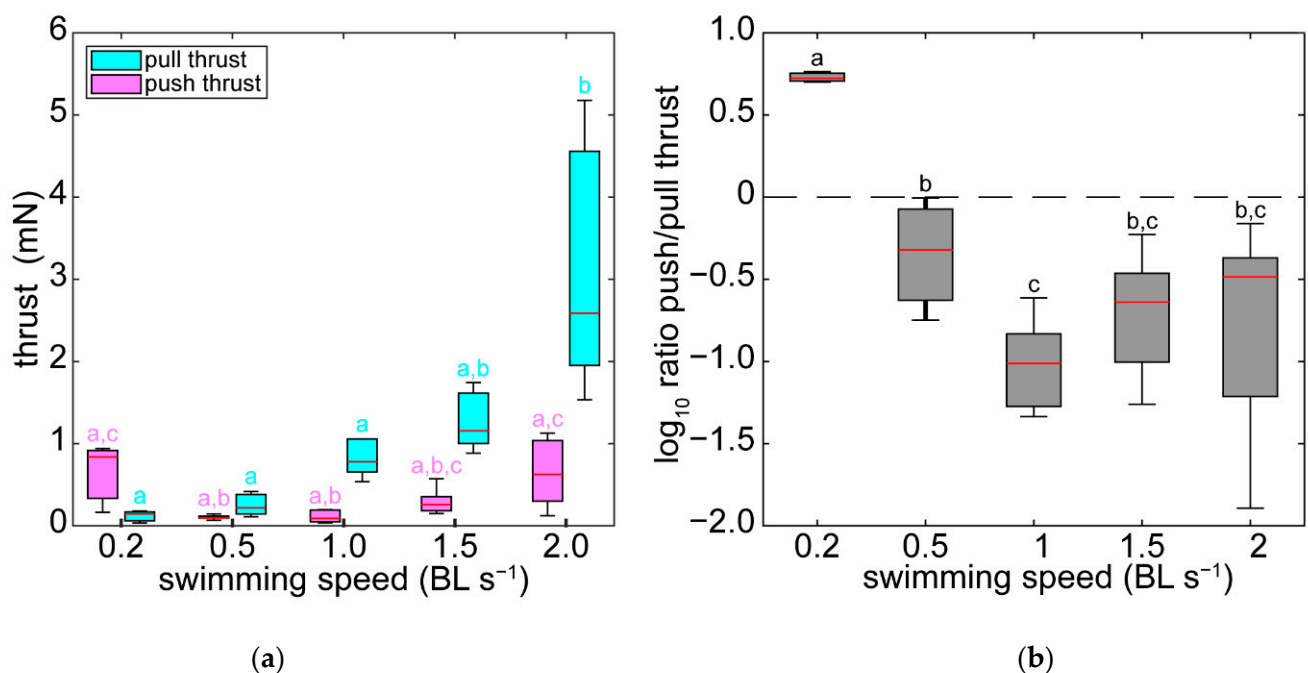 6
5
4
3
2
1
0
thrust (mN)
pull thrust
push thrust
a,c
a
a,b
a
a,b
a
a,b,c
a,b
a,c
b
0.2 0.5 1.0 1.5 2.0
swimming speed (BL s⁻¹)
(a)
1.0
0.5
0
−0.5
−1.0
−1.5
−2.0
log₁₀ ratio push/pull thrust
a
b
c
b,c
b,c
0.2 0.5 1 1.5 2
swimming speed (BL s⁻¹)
(b)